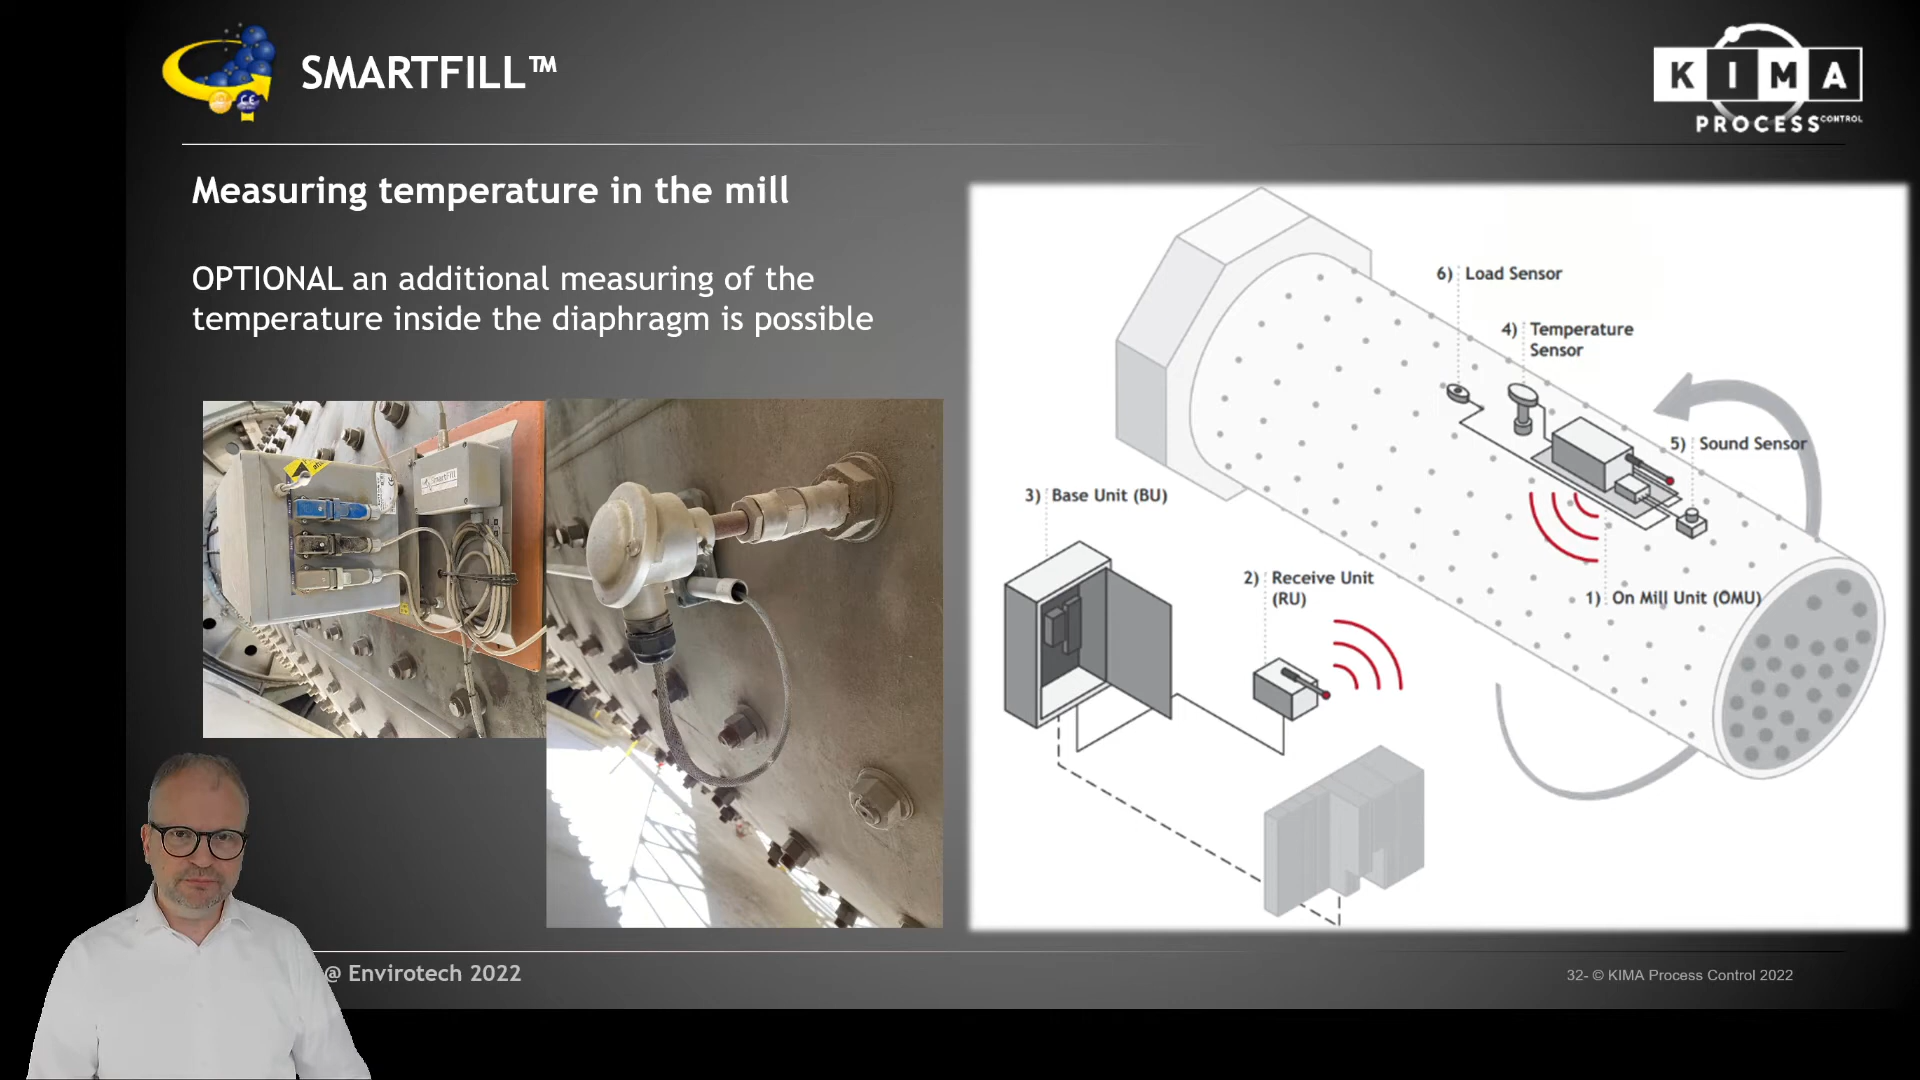 SMARTFILL™
KIMA
PROCESS CONTROL
Measuring temperature in the mill
OPTIONAL an additional measuring of the
temperature inside the diaphragm is possible
SmartFill
6) Load Sensor
4) Temperature
Sensor
5) Sound Sensor
3) Base Unit (BU)
2) Receive Unit
(RU)
1) On Mill Unit (OMU)
@ Envirotech 2022
32- © KIMA Process Control 2022